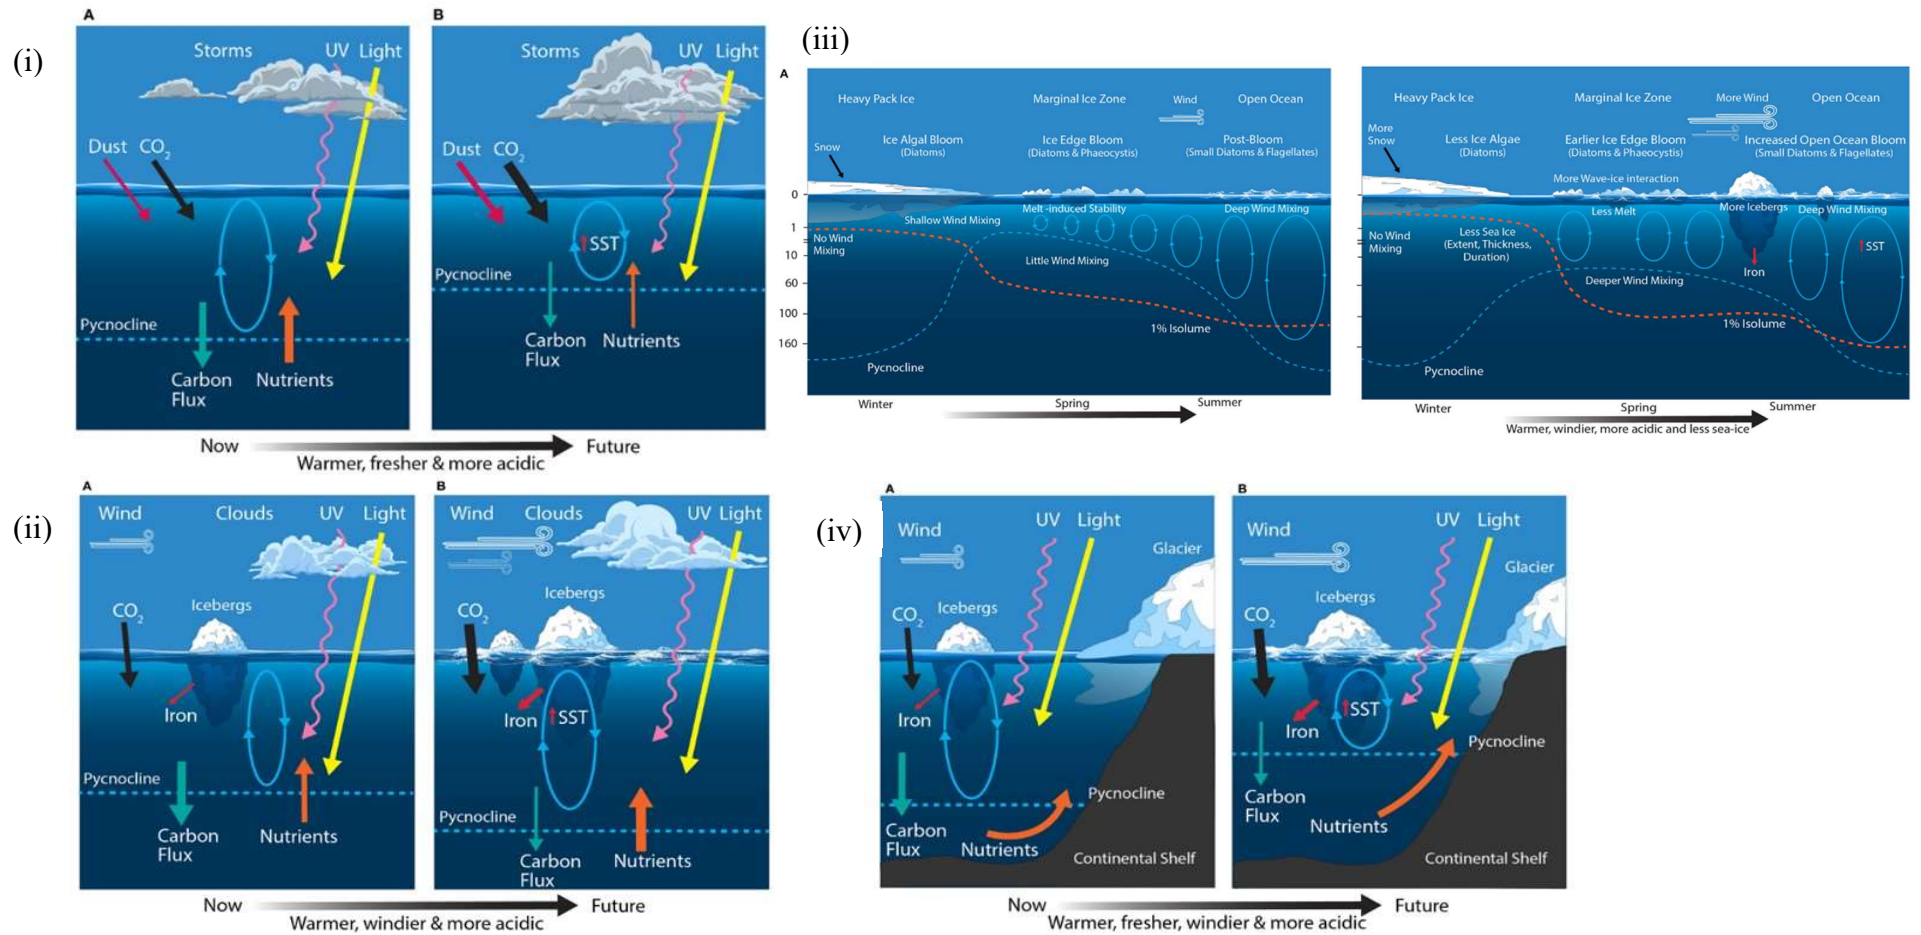 (i)
A
Storms
UV Light
Dust CO2
Pycnocline
Carbon
Flux
Nutrients
B
Storms
UV Light
Dust CO2
↑SST
Pycnocline
Carbon
Flux
Nutrients
Now
Future
Warmer, fresher & more acidic
(iii)
A
Heavy Pack Ice
Marginal Ice Zone
Wind
Open Ocean
Snow
Ice Algal Bloom
(Diatoms)
Ice Edge Bloom
(Diatoms & Phaeocystis)
Post-Bloom
(Small Diatoms & Flagellates)
0
1
10
60
100
160
No Wind
Mixing
Shallow Wind Mixing
Melt -induced Stability
Deep Wind Mixing
Little Wind Mixing
1% Isolume
Pycnocline
Winter
Spring
Summer
Heavy Pack Ice
Marginal Ice Zone
More Wind
Open Ocean
More
Snow
Less Ice Algae
(Diatoms)
Earlier Ice Edge Bloom
(Diatoms & Phaeocystis)
Increased Open Ocean Bloom
(Small Diatoms & Flagellates)
More Wave-ice interaction
Less Melt
More Icebergs
Deep Wind Mixing
No Wind
Mixing
Less Sea Ice
(Extent, Thickness,
Duration)
↑SST
Iron
Deeper Wind Mixing
1% Isolume
Pycnocline
Winter
Spring
Summer
Warmer, windier, more acidic and less sea-ice
(ii)
A
Wind
Clouds
UV Light
CO2
Icebergs
Iron
Pycnocline
Carbon
Flux
Nutrients
B
Wind
Clouds
UV Light
CO2
Icebergs
Iron
↑SST
Pycnocline
Carbon
Flux
Nutrients
Now
Future
Warmer, windier & more acidic
(iv)
A
Wind
UV Light
Glacier
CO2
Icebergs
Iron
Pycnocline
Carbon
Flux
Nutrients
Continental Shelf
B
Wind
UV Light
Glacier
CO2
Icebergs
Iron
↑SST
Pycnocline
Carbon
Flux
Nutrients
Continental Shelf
Now
Future
Warmer, fresher, windier & more acidic